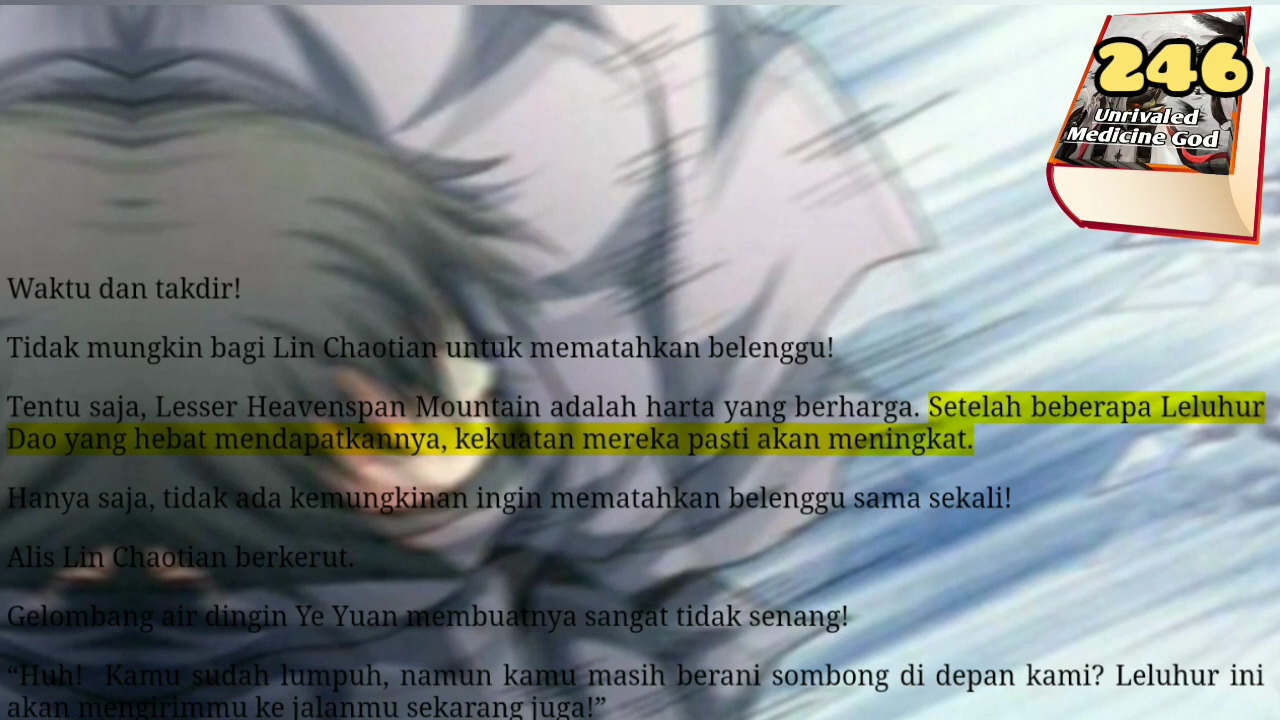 246
Unrivaled
Medicine God
Waktu dan takdir!
Tidak mungkin bagi Lin Chaotian untuk mematahkan belenggu!
Tentu saja, Lesser Heavenspan Mountain adalah harta yang berharga. Setelah beberapa Leluhur
Dao yang hebat mendapatkannya, kekuatan mereka pasti akan meningkat.
Hanya saja, tidak ada kemungkinan ingin mematahkan belenggu sama sekali!
Alis Lin Chaotian berkerut.
Gelombang air dingin Ye Yuan membuatnya sangat tidak senang!
“Huh!  Kamu sudah lumpuh, namun kamu masih berani sombong di depan kami? Leluhur ini
akan mengirimmu ke jalanmu sekarang juga!”